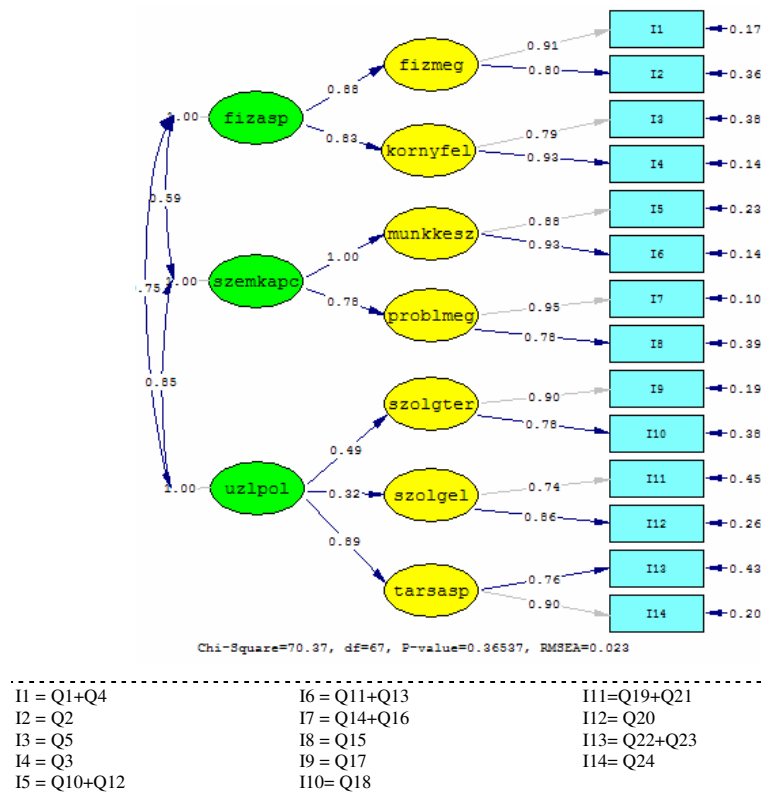 I1
0.17
0.91
fizmeg
0.80
I2
0.36
0.88
1.00
fizasp
I3
0.38
0.79
0.83
kornyfel
0.93
I4
0.14
0.59
I5
0.23
0.88
munkkesz
0.93
I6
0.14
1.00
1.00
szemkapc
.75
0.78
I7
0.10
0.95
problmeg
0.78
I8
0.39
0.85
I9
0.19
0.90
szolgter
0.78
I10
0.38
0.49
I11
0.45
0.74
1.00
uzlpol
0.32
szolgel
0.86
I12
0.26
0.89
I13
0.43
0.76
tarsasp
0.90
I14
0.20
Chi-Square=70.37, df=67, P-value=0.36537, RMSEA=0.023
I1 = Q1+Q4
I2 = Q2
I3 = Q5
I4 = Q3
I5 = Q10+Q12
I6 = Q11+Q13
I7 = Q14+Q16
I8 = Q15
I9 = Q17
I10= Q18
I11=Q19+Q21
I12= Q20
I13= Q22+Q23
I14= Q24